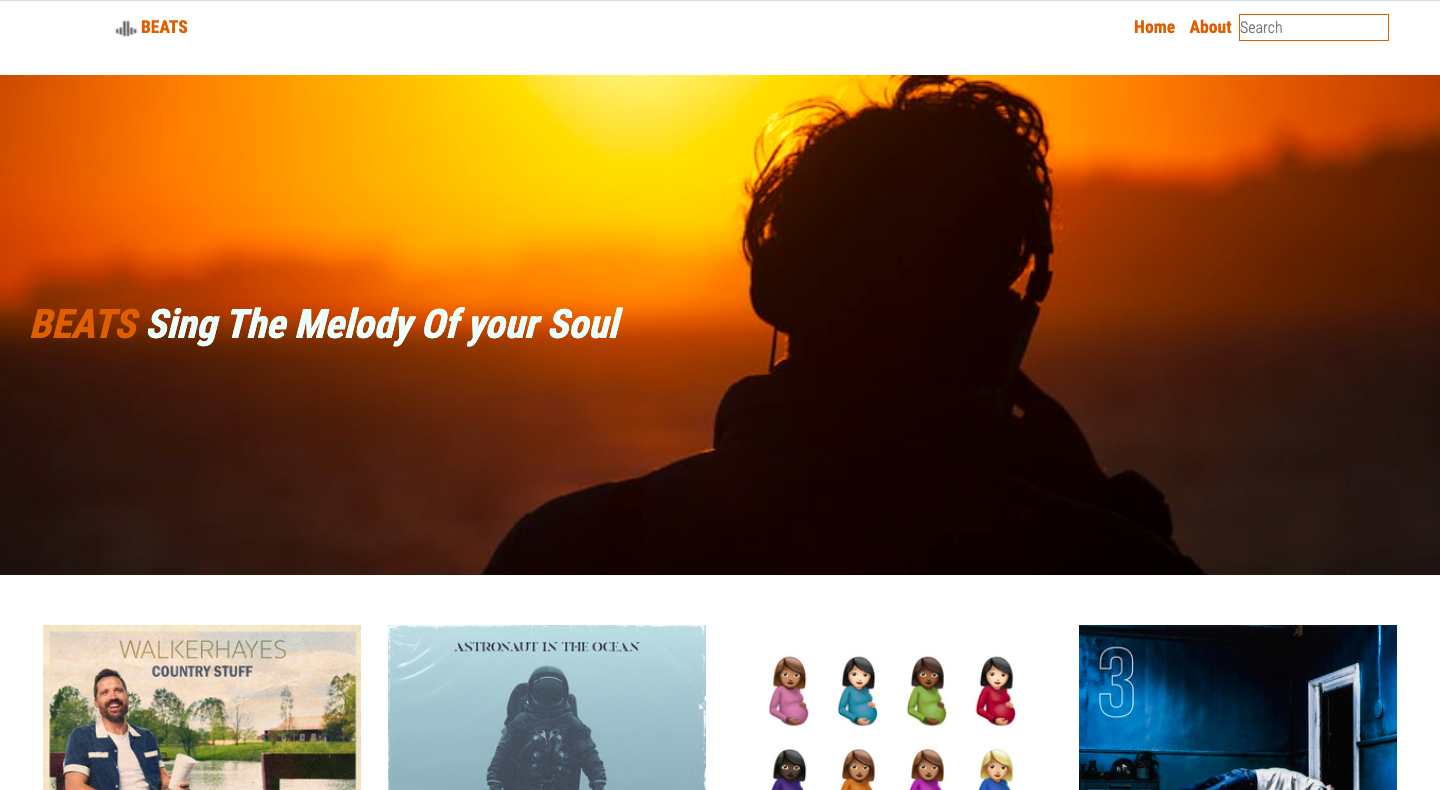 BEATS
Home About Search
BEATS Sing The Melody Of your Soul
WALKERHAYES
COUNTRY STUFF
ASTRONAUT IN THE OCEAN
3